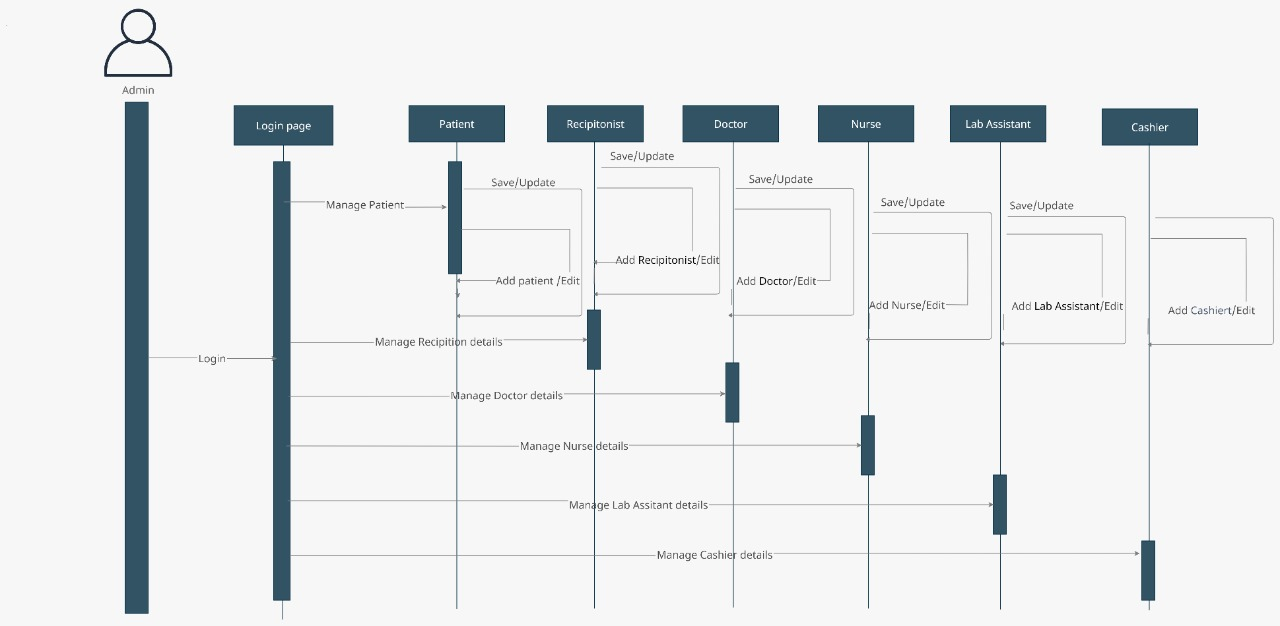 Admin
Login page
Patient
Recipitonist
Doctor
Nurse
Lab Assistant
Cashier
Save/Update
Save/Update
Save/Update
Save/Update
Save/Update
Manage Patient
Add Recipitonist/Edit
Add patient /Edit
Add Doctor/Edit
Add Nurse/Edit
Add Lab Assistant/Edit
Add Cashiert/Edit
Manage Recipition details
Login
Manage Doctor details
Manage Nurse details
Manage Lab Assitant details
Manage Cashier details